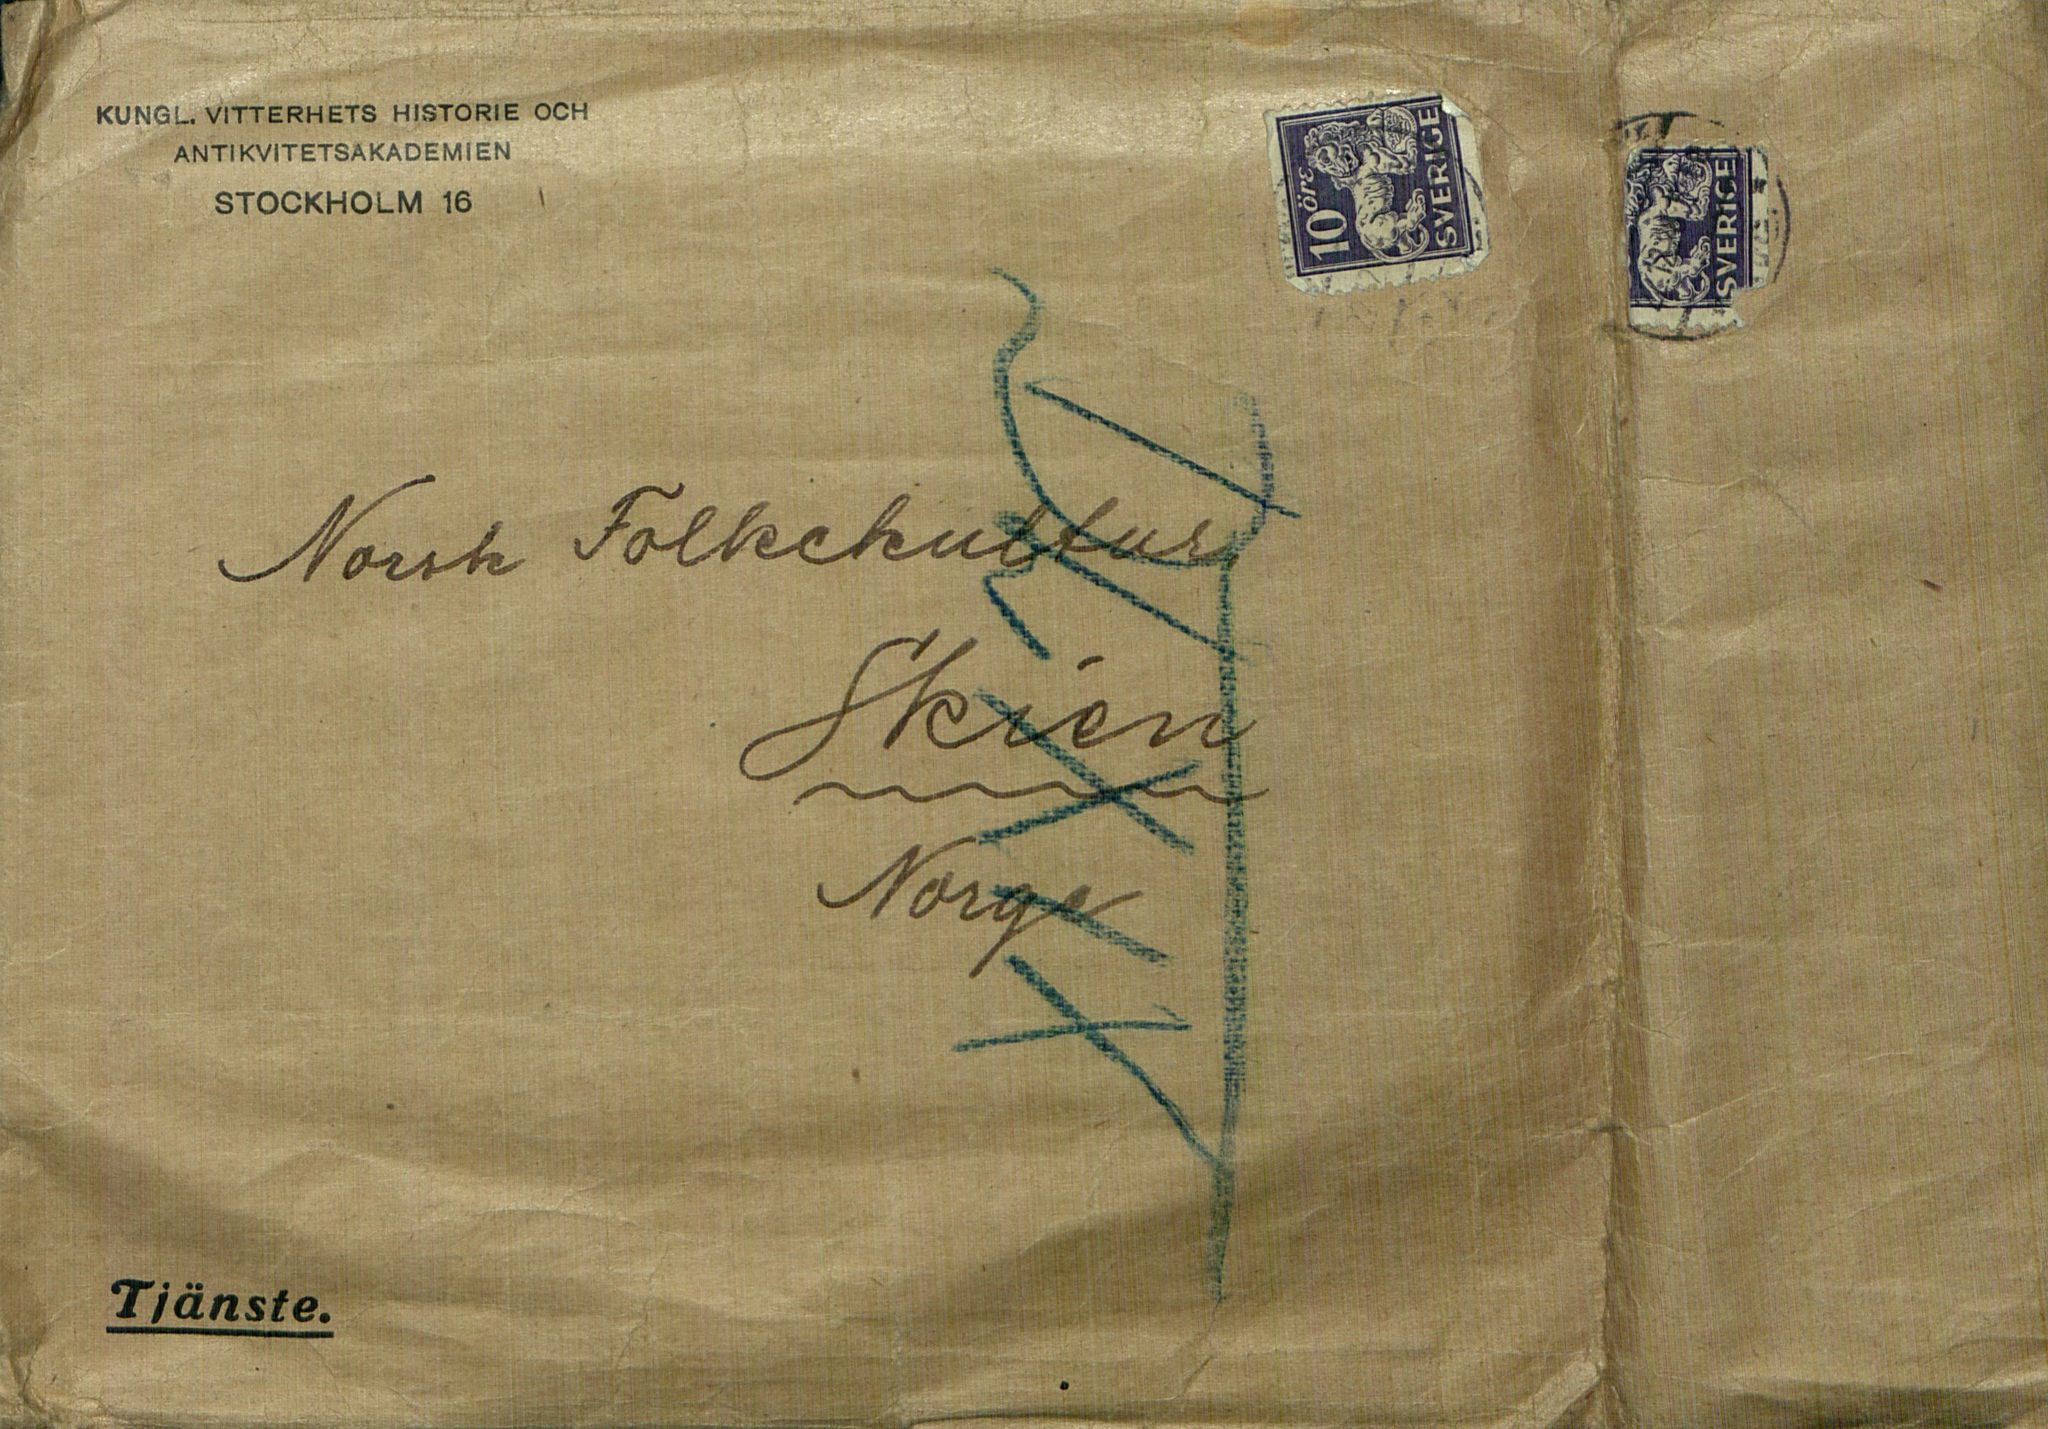 KUNGL. VITTERHETS HISTORIE OCH
ANTIKVITETSAKADEMIEN
STOCKHOLM 16
10 öre
SVERIGE
SVERIGE
Norsk Folkekultur,
Skien
Norge
Tjänste.